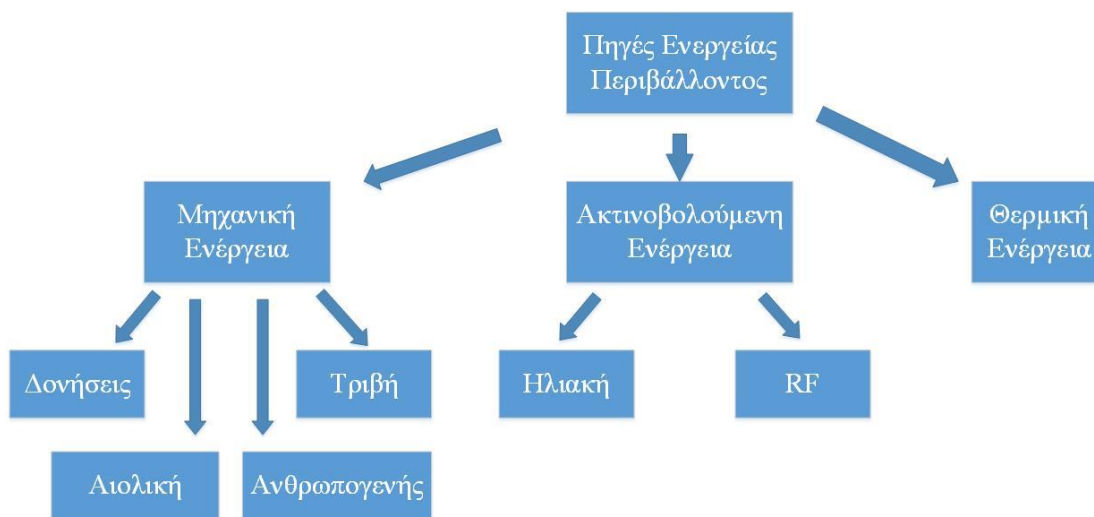 Πηγές Ενεργείας
Περιβάλλοντος
Μηχανική
Ενέργεια
Ακτινοβολούμενη
Ενέργεια
Θερμική
Ενέργεια
Δονήσεις
Τριβή
Ηλιακή
RF
Αιολική
Ανθρωπογενής